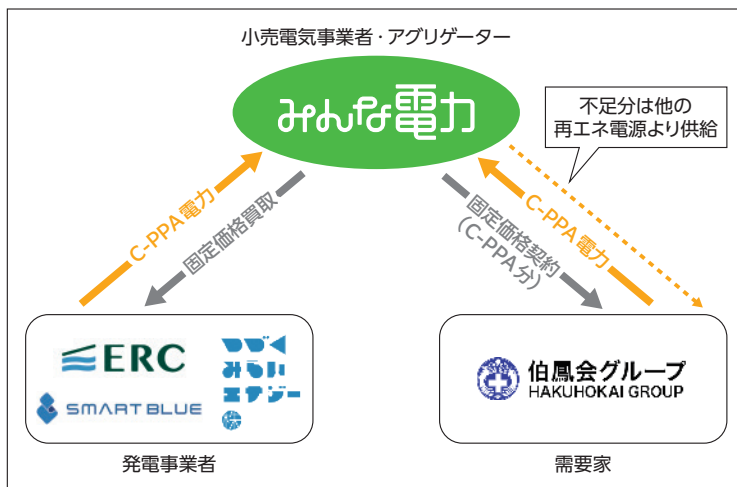 小売電気事業者・アグリゲーター
みんな電力
不足分は他の
再エネ電源より供給
C-PPA電力
固定価格買取
固定価格契約
(C-PPA分)
C-PPA電力
ERC
つづく
みらい
エナジー
SMART BLUE
伯鳳会グループ
HAKUHOKAI GROUP
発電事業者
需要家